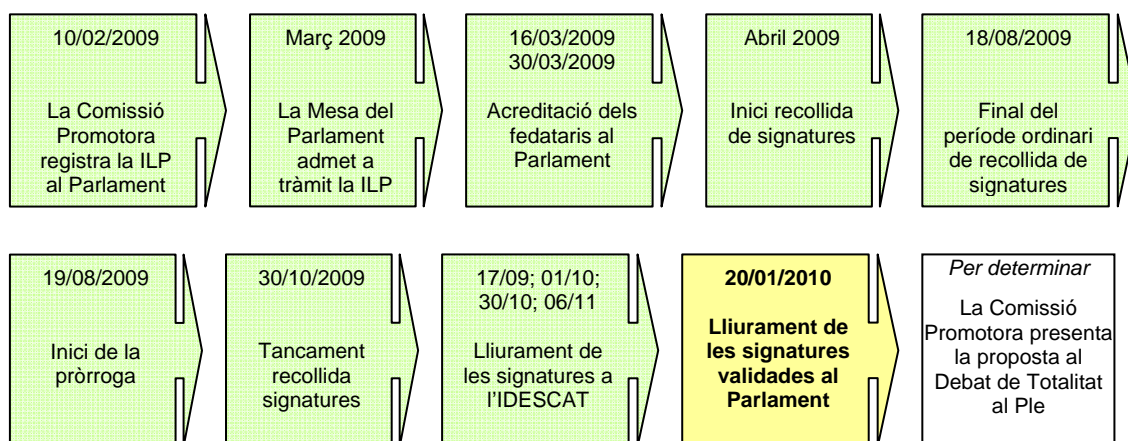 10/02/2009
La Comissió
Promotora
registra la ILP
al Parlament
Març 2009
La Mesa del
Parlament
admet a
tràmit la ILP
16/03/2009
30/03/2009
Acreditació dels
fedataris al
Parlament
Abril 2009
Inici recollida
de signatures
18/08/2009
Final del
període ordinari
de recollida de
signatures
19/08/2009
Inici de la
pròrroga
30/10/2009
Tancament
recollida
signatures
17/09; 01/10;
30/10; 06/11
Lliurament de
les signatures a
l’IDESCAT
20/01/2010
Lliurament de
les signatures
validades al
Parlament
Per determinar
La Comissió
Promotora presenta
la proposta al
Debat de Totalitat
al Ple